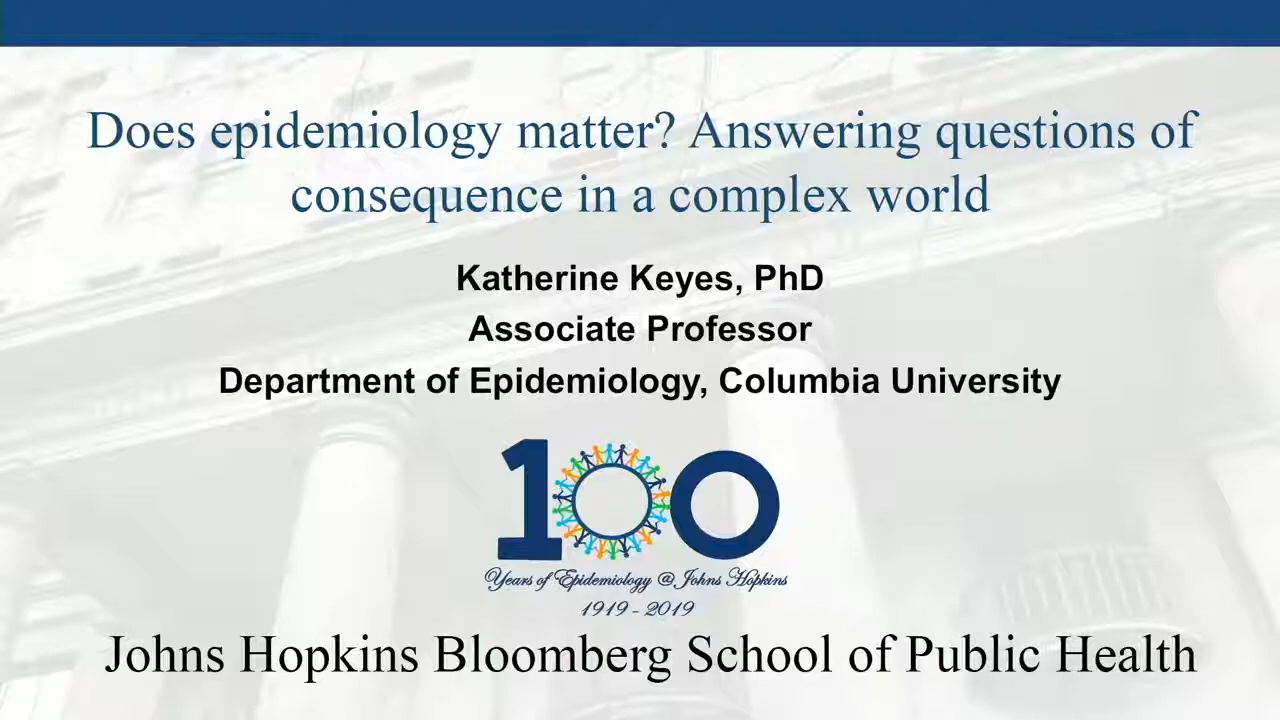 Does epidemiology matter? Answering questions of
consequence in a complex world
Katherine Keyes, PhD
Associate Professor
Department of Epidemiology, Columbia University
100
Years of Epidemiology @ Johns Hopkins
1919 - 2019
Johns Hopkins Bloomberg School of Public Health